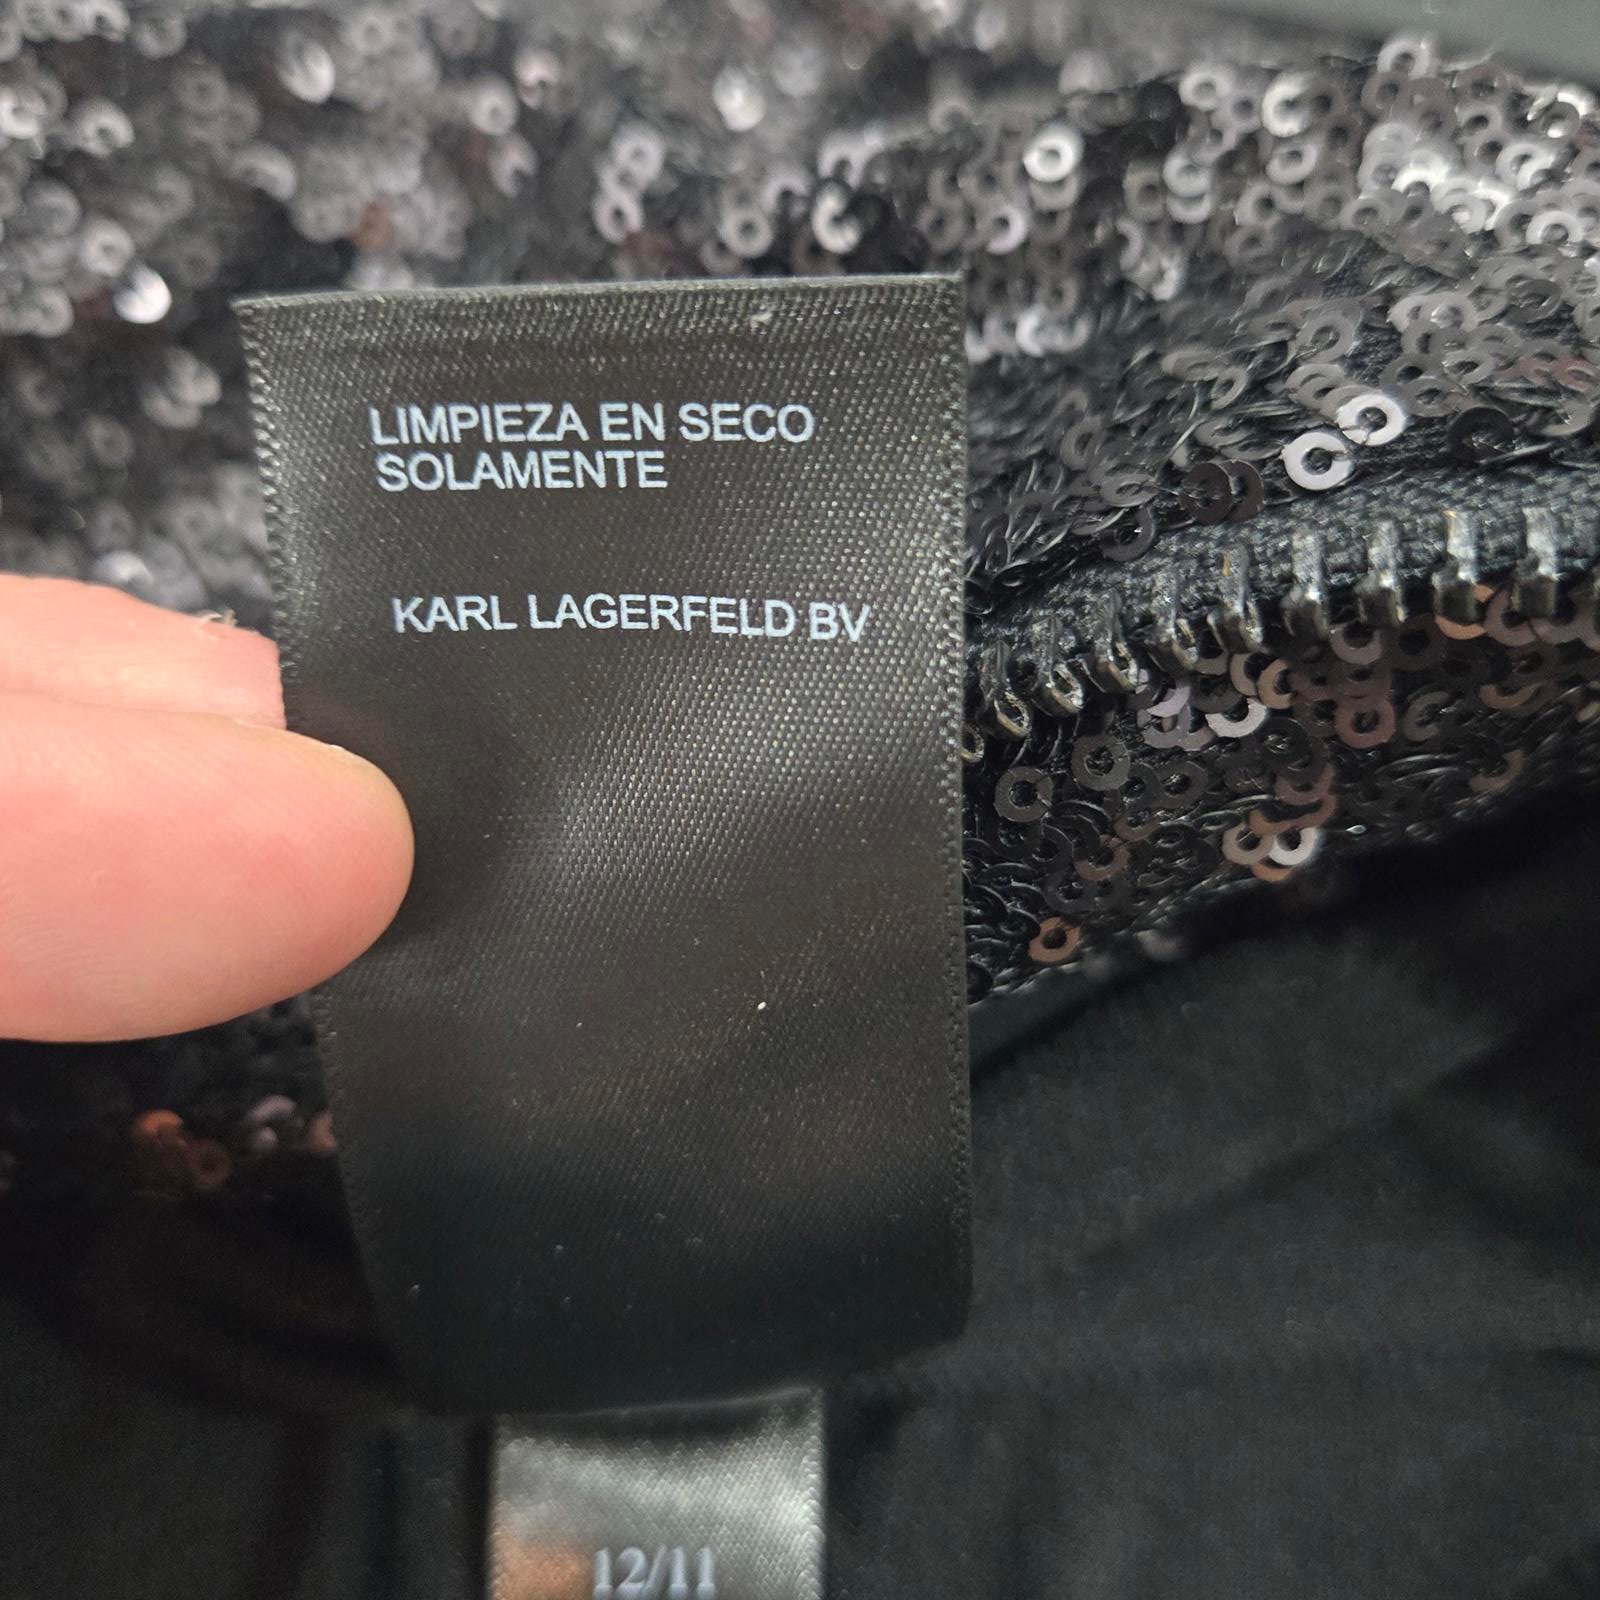 LIMPIEZA EN SECO
SOLAMENTE
KARL LAGERFELD BV
12/11